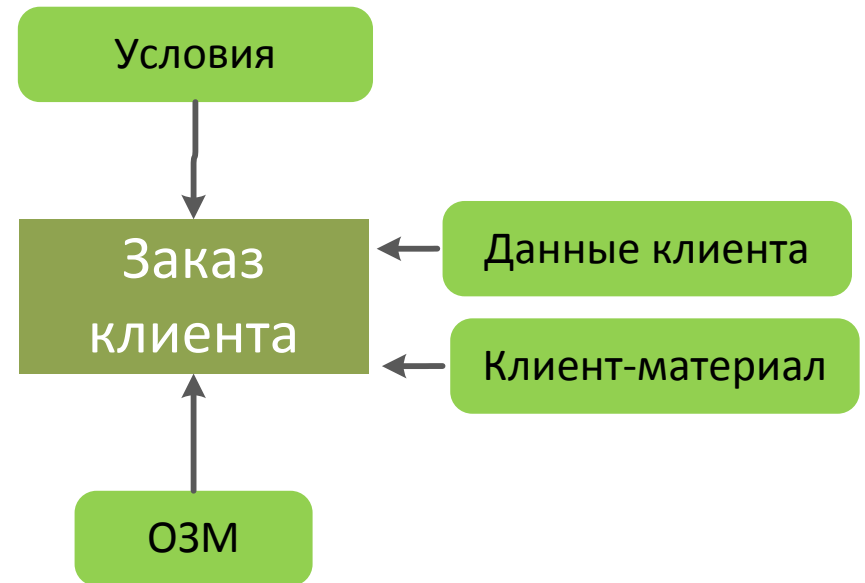 Условия
Заказ
клиента
Данные клиента
Клиент-материал
ОЗМ